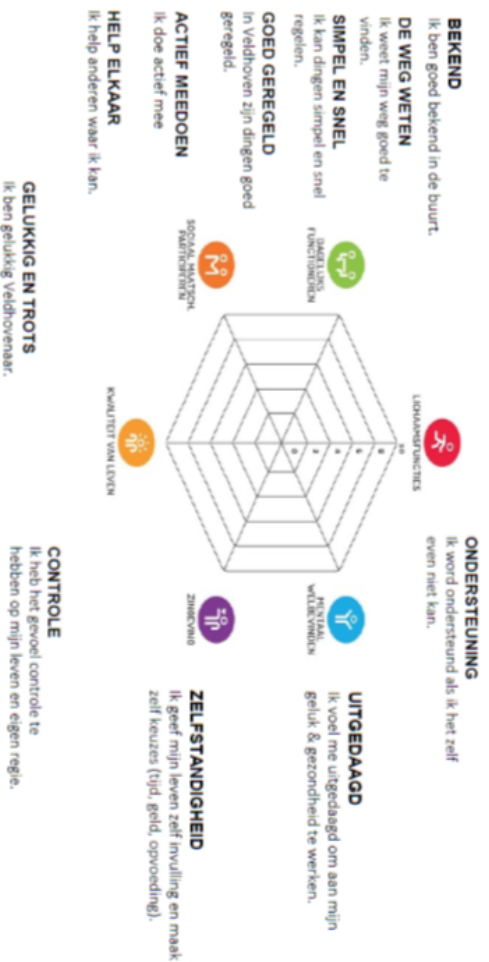 BEKEND
Ik ben goed bekend in de buurt.
DE WEG WETEN
Ik weet mijn weg goed te
vinden.
SIMPEL EN SNEL
Ik kan dingen simpel en snel
regelen.
GOED GEREGELD
In Veldhoven zijn dingen goed
geregeld.
ACTIEF MEEDOEN
Ik doe actief mee
HELP ELKAAR
Ik help anderen waar ik kan.
GELUKKIG EN TROTS
Ik ben gelukkig Veldhovenaar.
DAGELIJKS
FUNCTIONEREN
SOCIAAL MAATSCH.
PARTICIPEREN
LICHAAMSFUNCTIES
10
8
6
4
2
0
KWALITEIT VAN LEVEN
MENTAAL
WELBEVINDEN
ZINGEVING
ONDERSTEUNING
Ik word ondersteund als ik het zelf
even niet kan.
UITGEDAAGD
Ik voel me uitgedaagd om aan mijn
geluk & gezondheid te werken.
ZELFSTANDIGHEID
Ik geef mijn leven zelf invulling en maak
zelf keuzes (tijd, geld, opvoeding).
CONTROLE
Ik heb het gevoel controle te
hebben op mijn leven en eigen regie.